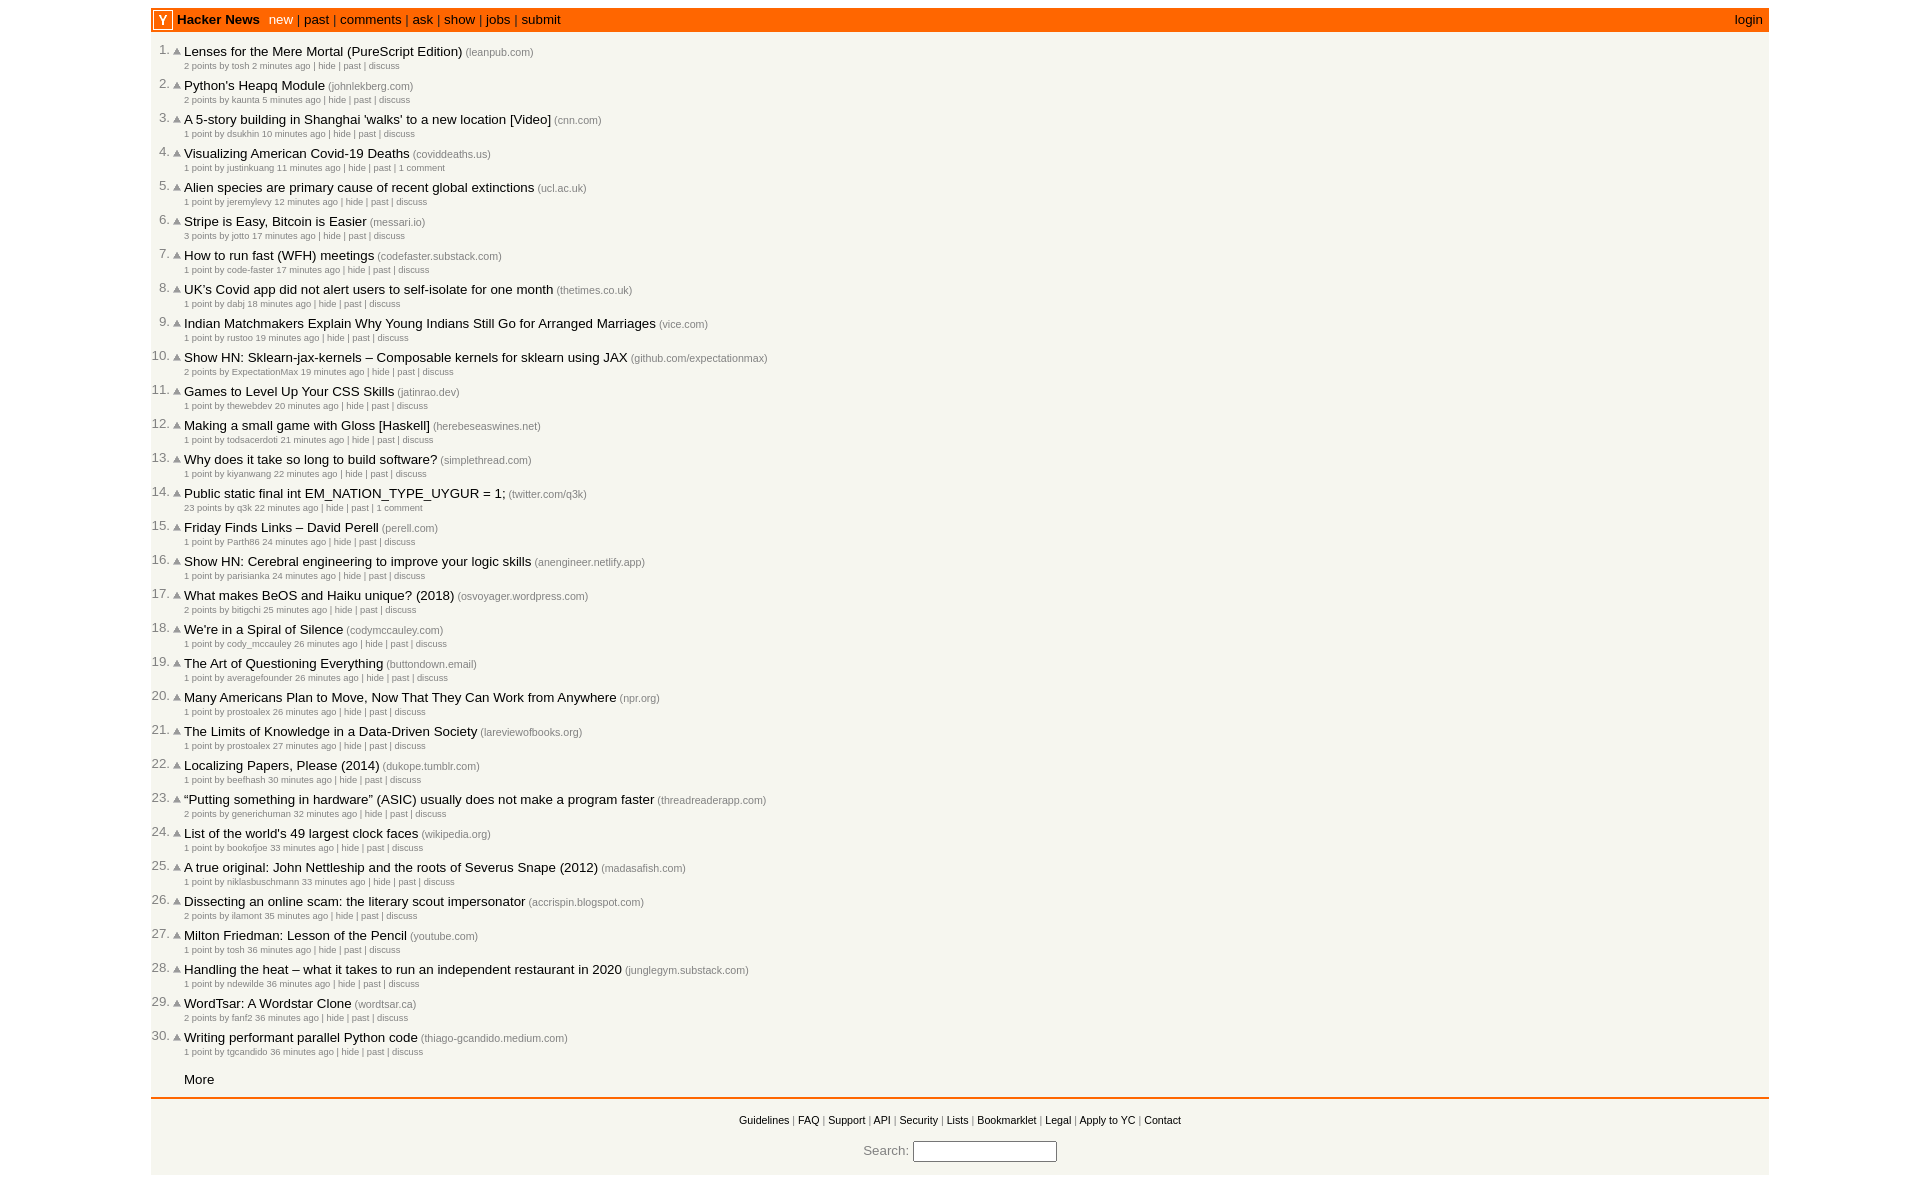 Y Hacker News new | past | comments | ask | show | jobs | submit login
1. Lenses for the Mere Mortal (PureScript Edition) (leanpub.com)
2 points by tosh 2 minutes ago | hide | past | discuss
2. Python's Heapq Module (johnlekberg.com)
2 points by kaunta 5 minutes ago | hide | past | discuss
3. A 5-story building in Shanghai 'walks' to a new location [Video] (cnn.com)
1 point by dsukhin 10 minutes ago | hide | past | discuss
4. Visualizing American Covid-19 Deaths (coviddeaths.us)
1 point by justinkuang 11 minutes ago | hide | past | 1 comment
5. Alien species are primary cause of recent global extinctions (ucl.ac.uk)
1 point by jeremylevy 12 minutes ago | hide | past | discuss
6. Stripe is Easy, Bitcoin is Easier (messari.io)
3 points by jotto 17 minutes ago | hide | past | discuss
7. How to run fast (WFH) meetings (codefaster.substack.com)
1 point by code-faster 17 minutes ago | hide | past | discuss
8. UK’s Covid app did not alert users to self-isolate for one month (thetimes.co.uk)
1 point by dabj 18 minutes ago | hide | past | discuss
9. Indian Matchmakers Explain Why Young Indians Still Go for Arranged Marriages (vice.com)
1 point by rustoo 19 minutes ago | hide | past | discuss
10. Show HN: Sklearn-jax-kernels – Composable kernels for sklearn using JAX (github.com/expectationmax)
2 points by ExpectationMax 19 minutes ago | hide | past | discuss
11. Games to Level Up Your CSS Skills (jatinrao.dev)
1 point by thewebdev 20 minutes ago | hide | past | discuss
12. Making a small game with Gloss [Haskell] (herebeseaswines.net)
1 point by todsacerdoti 21 minutes ago | hide | past | discuss
13. Why does it take so long to build software? (simplethread.com)
1 point by kiyanwang 22 minutes ago | hide | past | discuss
14. Public static final int EM_NATION_TYPE_UYGUR = 1; (twitter.com/q3k)
23 points by q3k 22 minutes ago | hide | past | 1 comment
15. Friday Finds Links – David Perell (perell.com)
1 point by Parth86 24 minutes ago | hide | past | discuss
16. Show HN: Cerebral engineering to improve your logic skills (anengineer.netlify.app)
1 point by parisianka 24 minutes ago | hide | past | discuss
17. What makes BeOS and Haiku unique? (2018) (osvoyager.wordpress.com)
2 points by bitigchi 25 minutes ago | hide | past | discuss
18. We're in a Spiral of Silence (codymccauley.com)
1 point by cody_mccauley 26 minutes ago | hide | past | discuss
19. The Art of Questioning Everything (buttondown.email)
1 point by averagefounder 26 minutes ago | hide | past | discuss
20. Many Americans Plan to Move, Now That They Can Work from Anywhere (npr.org)
1 point by prostoalex 26 minutes ago | hide | past | discuss
21. The Limits of Knowledge in a Data-Driven Society (lareviewofbooks.org)
1 point by prostoalex 27 minutes ago | hide | past | discuss
22. Localizing Papers, Please (2014) (dukope.tumblr.com)
1 point by beefhash 30 minutes ago | hide | past | discuss
23. “Putting something in hardware” (ASIC) usually does not make a program faster (threadreaderapp.com)
2 points by generichuman 32 minutes ago | hide | past | discuss
24. List of the world's 49 largest clock faces (wikipedia.org)
1 point by bookofjoe 33 minutes ago | hide | past | discuss
25. A true original: John Nettleship and the roots of Severus Snape (2012) (madasafish.com)
1 point by niklasbuschmann 33 minutes ago | hide | past | discuss
26. Dissecting an online scam: the literary scout impersonator (accrispin.blogspot.com)
2 points by ilamont 35 minutes ago | hide | past | discuss
27. Milton Friedman: Lesson of the Pencil (youtube.com)
1 point by tosh 36 minutes ago | hide | past | discuss
28. Handling the heat – what it takes to run an independent restaurant in 2020 (junglegym.substack.com)
1 point by ndewilde 36 minutes ago | hide | past | discuss
29. WordTsar: A Wordstar Clone (wordtsar.ca)
2 points by fanf2 36 minutes ago | hide | past | discuss
30. Writing performant parallel Python code (thiago-gcandido.medium.com)
1 point by tgcandido 36 minutes ago | hide | past | discuss
More
Guidelines | FAQ | Support | API | Security | Lists | Bookmarklet | Legal | Apply to YC | Contact
Search: